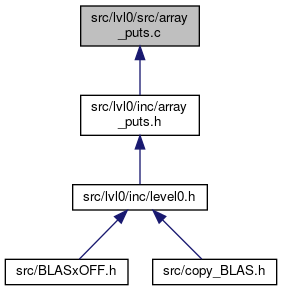 src/lvl0/src/array
_puts.c
src/lvl0/inc/array
_puts.h
src/lvl0/inc/level0.h
src/BLASxOFF.h
src/copy_BLAS.h